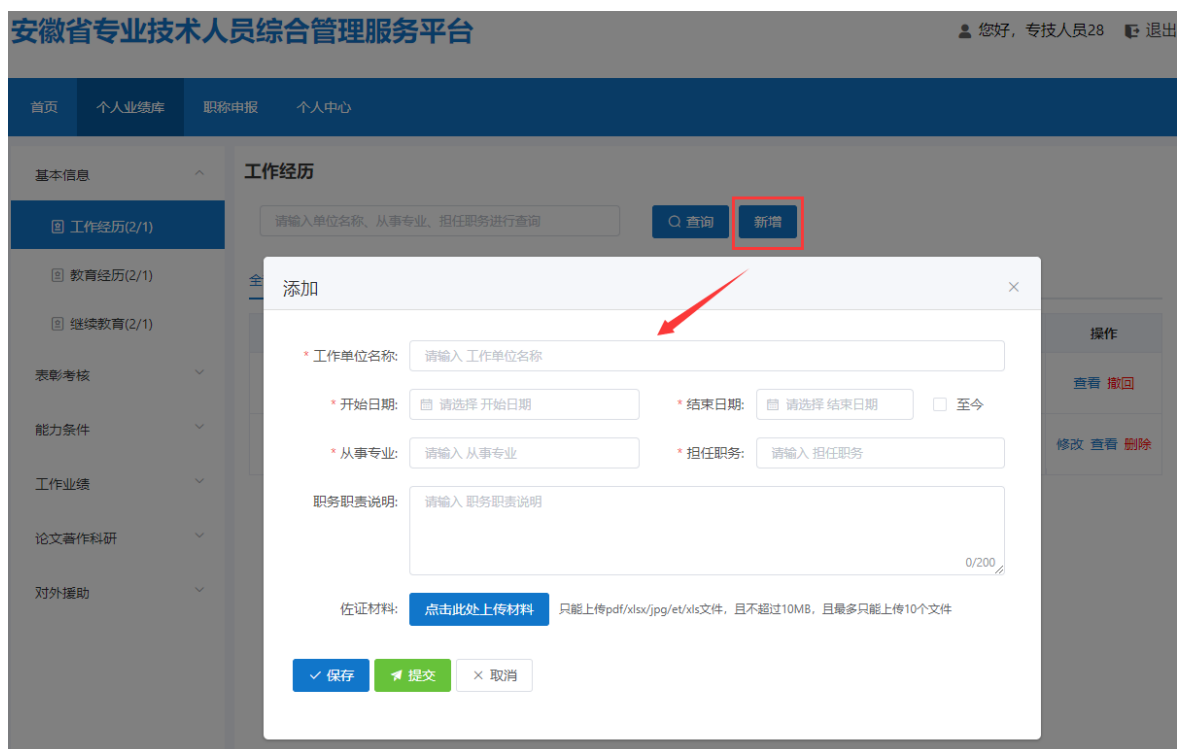 安徽省专业技术人员综合管理服务平台
您好，专技人员28 退出
首页 个人业绩库 职称申报 个人中心
基本信息
工作经历
工作经历(2/1)
请输入单位名称、从事专业、担任职务进行查询 查询 新增
教育经历(2/1)
全
添加
继续教育(2/1)
操作
* 工作单位名称: 请输入 工作单位名称
表彰考核
查看 撤回
* 开始日期: 请选择 开始日期 * 结束日期: 请选择 结束日期 至今
能力条件
修改 查看 删除
* 从事专业: 请输入 从事专业 * 担任职务: 请输入 担任职务
工作业绩
职务职责说明: 请输入 职务职责说明
论文著作科研
0/200
对外援助
佐证材料: 点击此处上传材料 只能上传pdf/xlsx/jpg/et/xls文件，且不超过10MB，且最多只能上传10个文件
保存 提交 取消